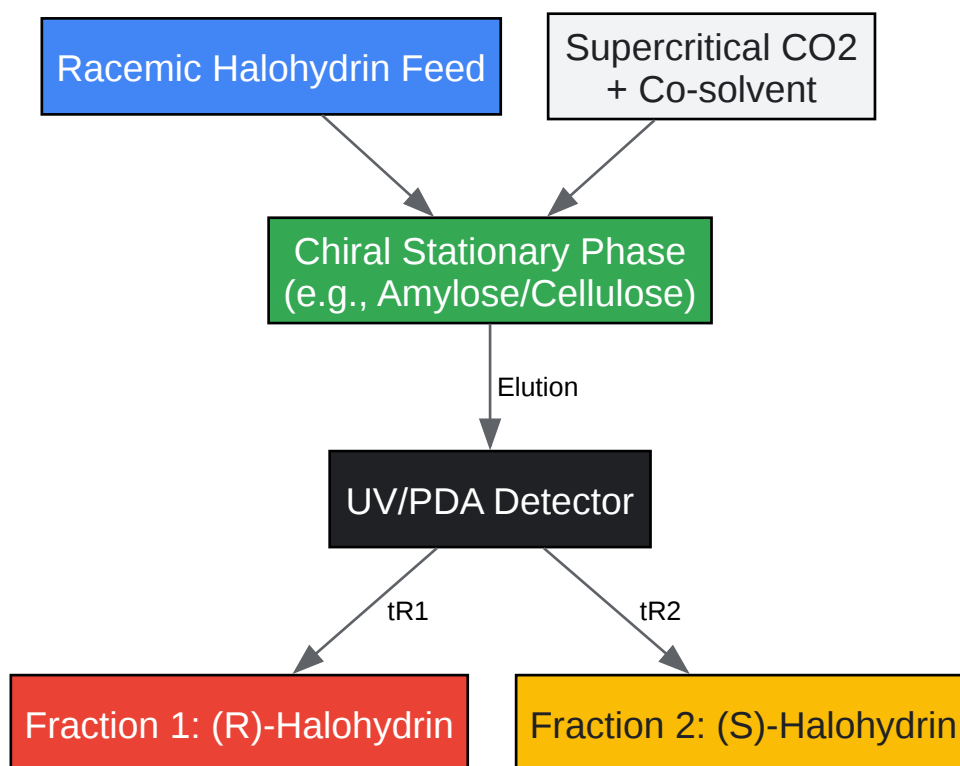 Racemic Halohydrin Feed
Supercritical CO2
+ Co-solvent
Chiral Stationary Phase
(e.g., Amylose/Cellulose)
Elution
UV/PDA Detector
tR1
tR2
Fraction 1: (R)-Halohydrin
Fraction 2: (S)-Halohydrin